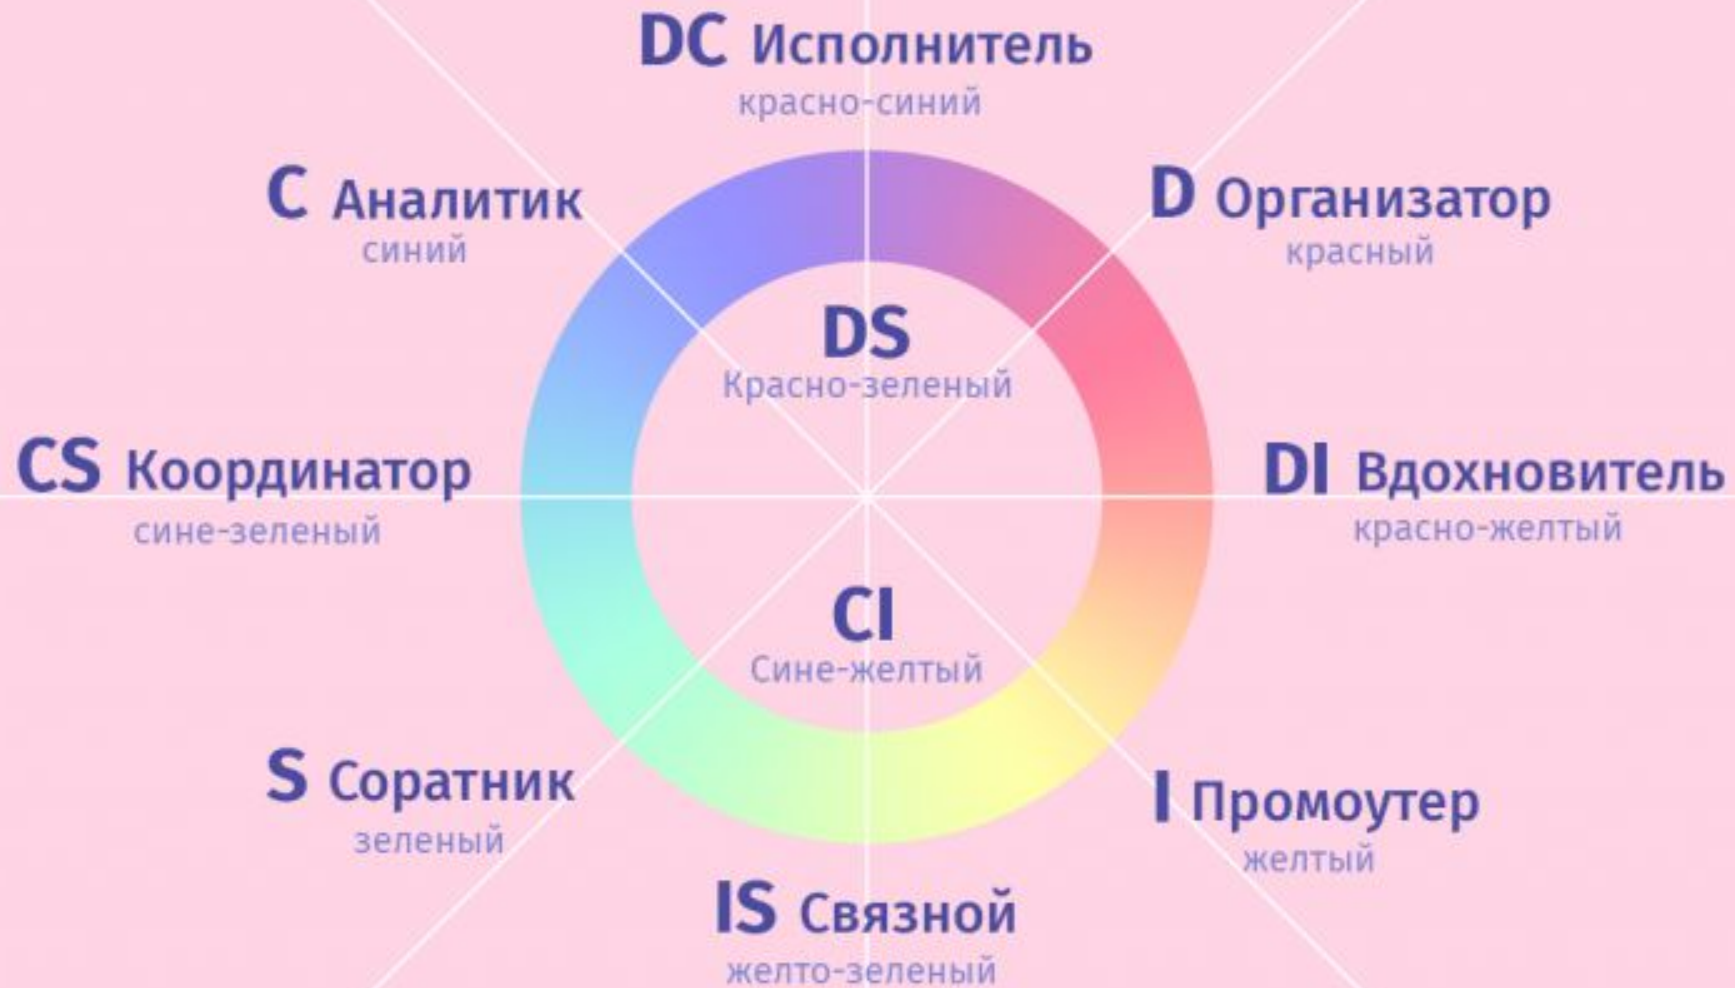 DC Исполнитель
красно-синий
C Аналитик
синий
D Организатор
красный
DS
Красно-зеленый
CS Координатор
сине-зеленый
DI Вдохновитель
красно-желтый
CI
Сине-желтый
S Соратник
зеленый
I Промоутер
желтый
IS Связной
желто-зеленый